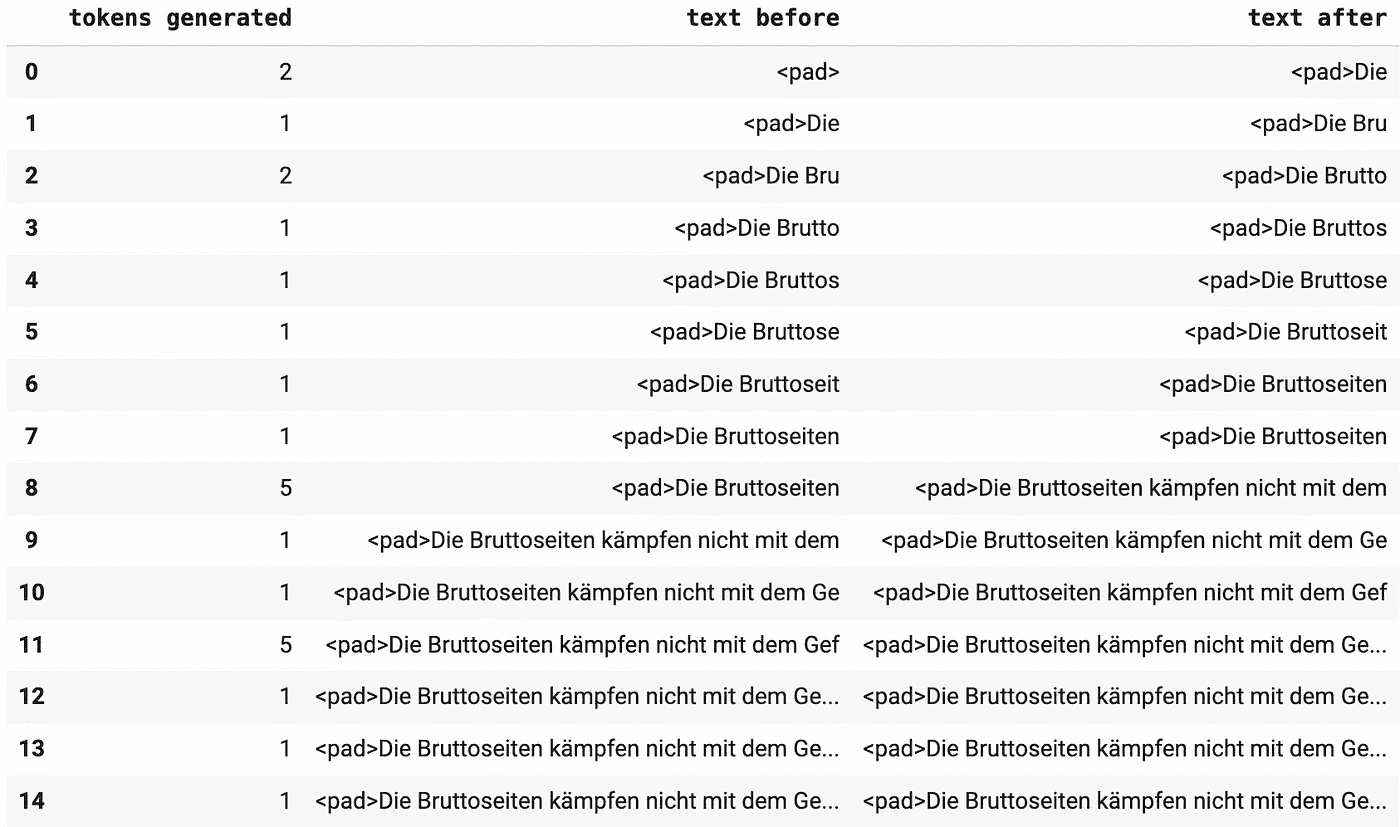 tokens generated text before text after
0 2 <pad> <pad>Die
1 1 <pad>Die <pad>Die Bru
2 2 <pad>Die Bru <pad>Die Brutto
3 1 <pad>Die Brutto <pad>Die Bruttos
4 1 <pad>Die Bruttos <pad>Die Bruttose
5 1 <pad>Die Bruttose <pad>Die Bruttoseit
6 1 <pad>Die Bruttoseit <pad>Die Bruttoseiten
7 1 <pad>Die Bruttoseiten <pad>Die Bruttoseiten
8 5 <pad>Die Bruttoseiten <pad>Die Bruttoseiten kämpfen nicht mit dem
9 1 <pad>Die Bruttoseiten kämpfen nicht mit dem <pad>Die Bruttoseiten kämpfen nicht mit dem Ge
10 1 <pad>Die Bruttoseiten kämpfen nicht mit dem Ge <pad>Die Bruttoseiten kämpfen nicht mit dem Gef
11 5 <pad>Die Bruttoseiten kämpfen nicht mit dem Gef <pad>Die Bruttoseiten kämpfen nicht mit dem Ge...
12 1 <pad>Die Bruttoseiten kämpfen nicht mit dem Ge... <pad>Die Bruttoseiten kämpfen nicht mit dem Ge...
13 1 <pad>Die Bruttoseiten kämpfen nicht mit dem Ge... <pad>Die Bruttoseiten kämpfen nicht mit dem Ge...
14 1 <pad>Die Bruttoseiten kämpfen nicht mit dem Ge... <pad>Die Bruttoseiten kämpfen nicht mit dem Ge...